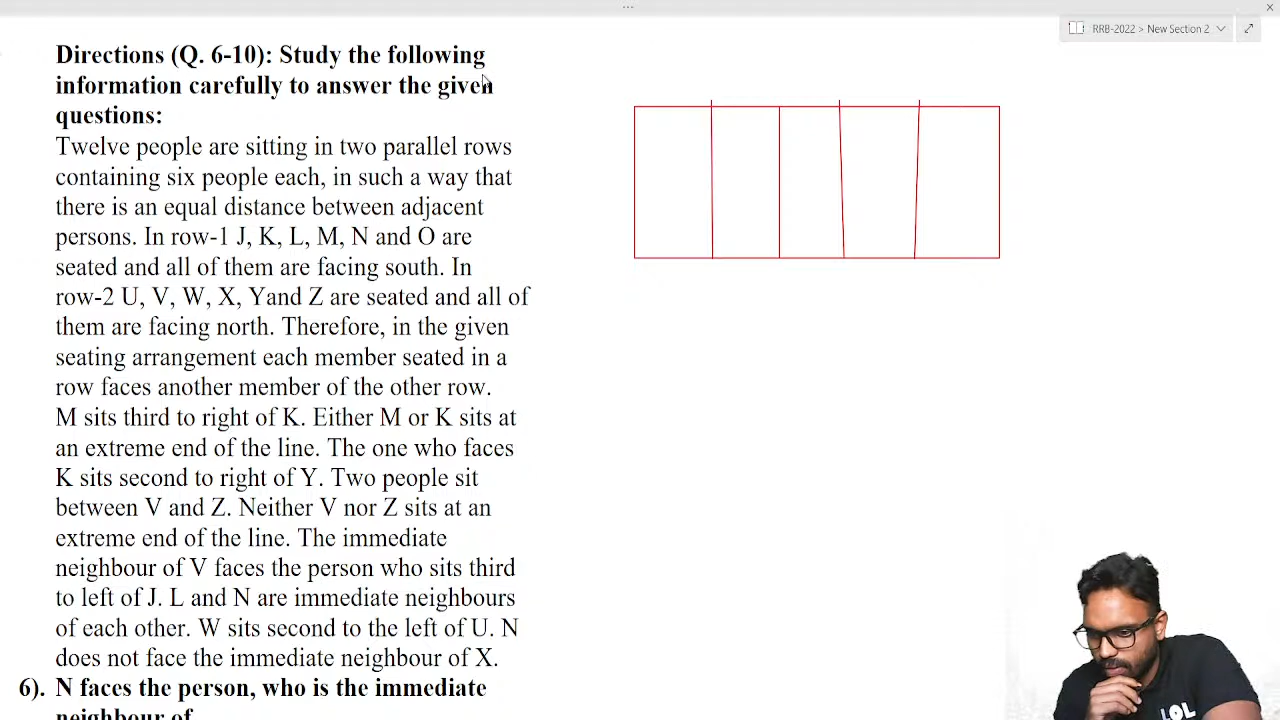 RRB-2022 > New Section 2
Directions (Q. 6-10): Study the following
information carefully to answer the given
questions:
Twelve people are sitting in two parallel rows
containing six people each, in such a way that
there is an equal distance between adjacent
persons. In row-1 J, K, L, M, N and O are
seated and all of them are facing south. In
row-2 U, V, W, X, Yand Z are seated and all of
them are facing north. Therefore, in the given
seating arrangement each member seated in a
row faces another member of the other row.
M sits third to right of K. Either M or K sits at
an extreme end of the line. The one who faces
K sits second to right of Y. Two people sit
between V and Z. Neither V nor Z sits at an
extreme end of the line. The immediate
neighbour of V faces the person who sits third
to left of J. L and N are immediate neighbours
of each other. W sits second to the left of U. N
does not face the immediate neighbour of X.
6). N faces the person, who is the immediate
neighbour of
LOL